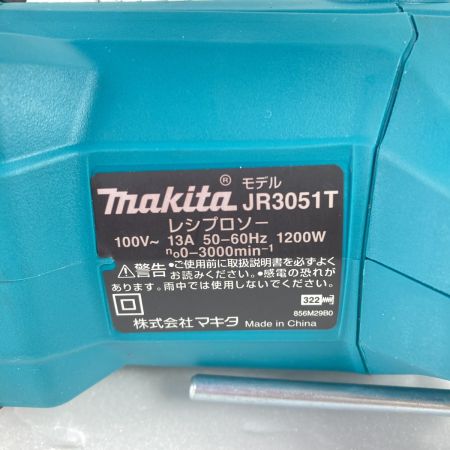 makita® モデル JR3051T
レシプロソー
100V~ 13A 50-60Hz 1200W
n₀0-3000min⁻¹
⚠警告 •ご使用前に取扱説明書を必ずよく
お読みください。•感電の恐れが
あります。雨中では使用しないでください。
322
856M29B0
株式会社マキタ Made in China